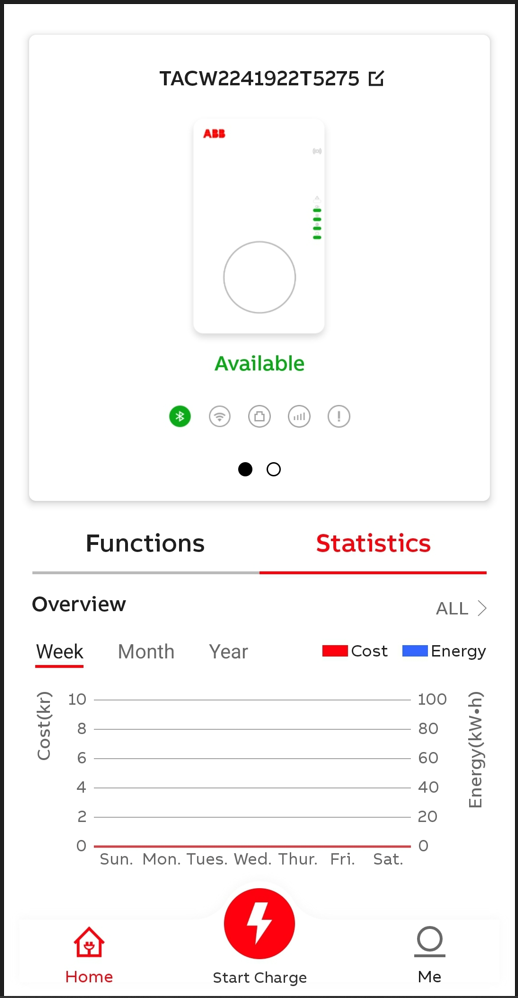 TACW2241922T5275
ABB
Available
Functions Statistics
Overview
ALL
Week Month Year Cost Energy
Cost(kr)
Energy(kW•h)
10 100
8 80
6 60
4 40
2 20
0 0
Sun. Mon. Tues. Wed. Thur. Fri. Sat.
Home Start Charge Me